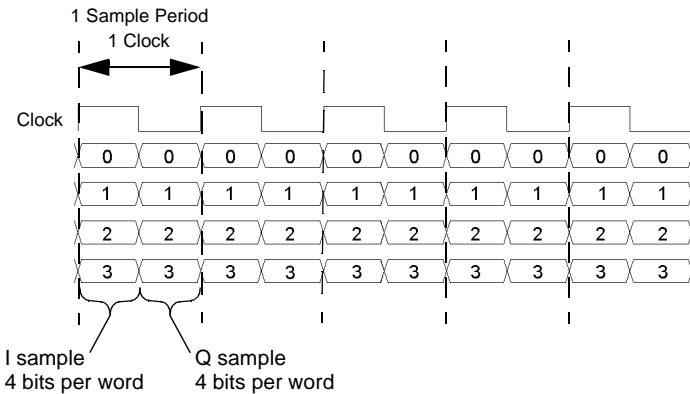 1 Sample Period
1 Clock
Clock
0 0 0 0 0 0 0 0 0 0
1 1 1 1 1 1 1 1 1 1
2 2 2 2 2 2 2 2 2 2
3 3 3 3 3 3 3 3 3 3
I sample
4 bits per word
Q sample
4 bits per word